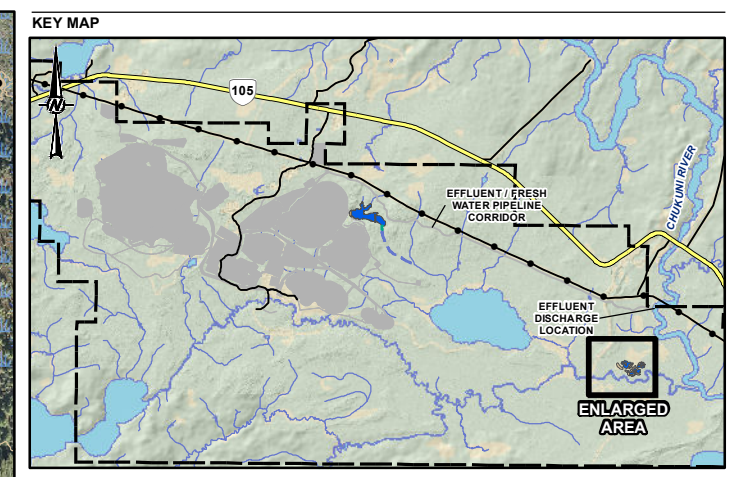 KEY MAP
N
105
CHUKUNI RIVER
EFFLUENT / FRESH
WATER PIPELINE
CORRIDOR
EFFLUENT
DISCHARGE
LOCATION
ENLARGED
AREA